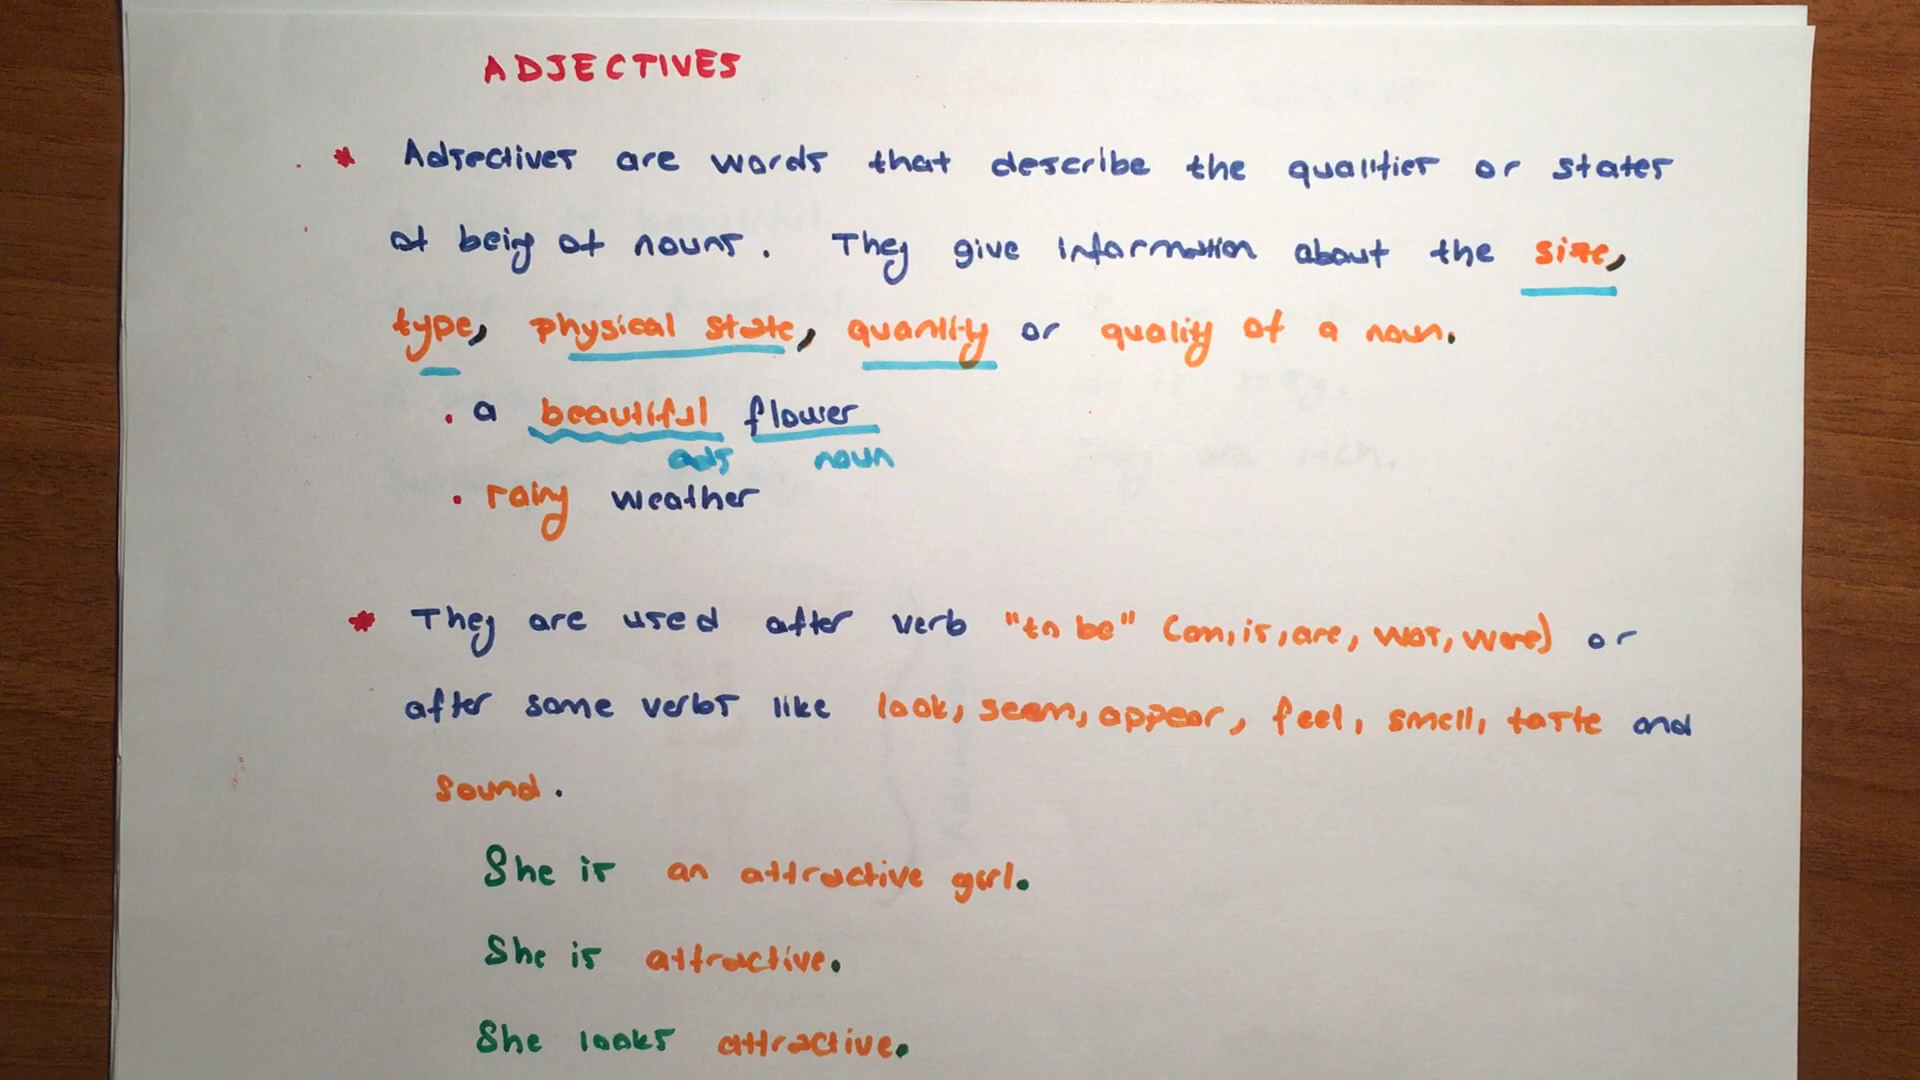 ADJECTIVES
* Adjectives are words that describe the qualities or states
of being of nouns. They give information about the size,
type, physical state, quantity or quality of a noun.
. a beautiful flower
adj noun
. rainy weather
* They are used after verb "to be" (am, is, are, was, were) or
after some verbs like look, seem, appear, feel, smell, taste and
sound.
She is an attractive girl.
She is attractive.
She looks attractive.